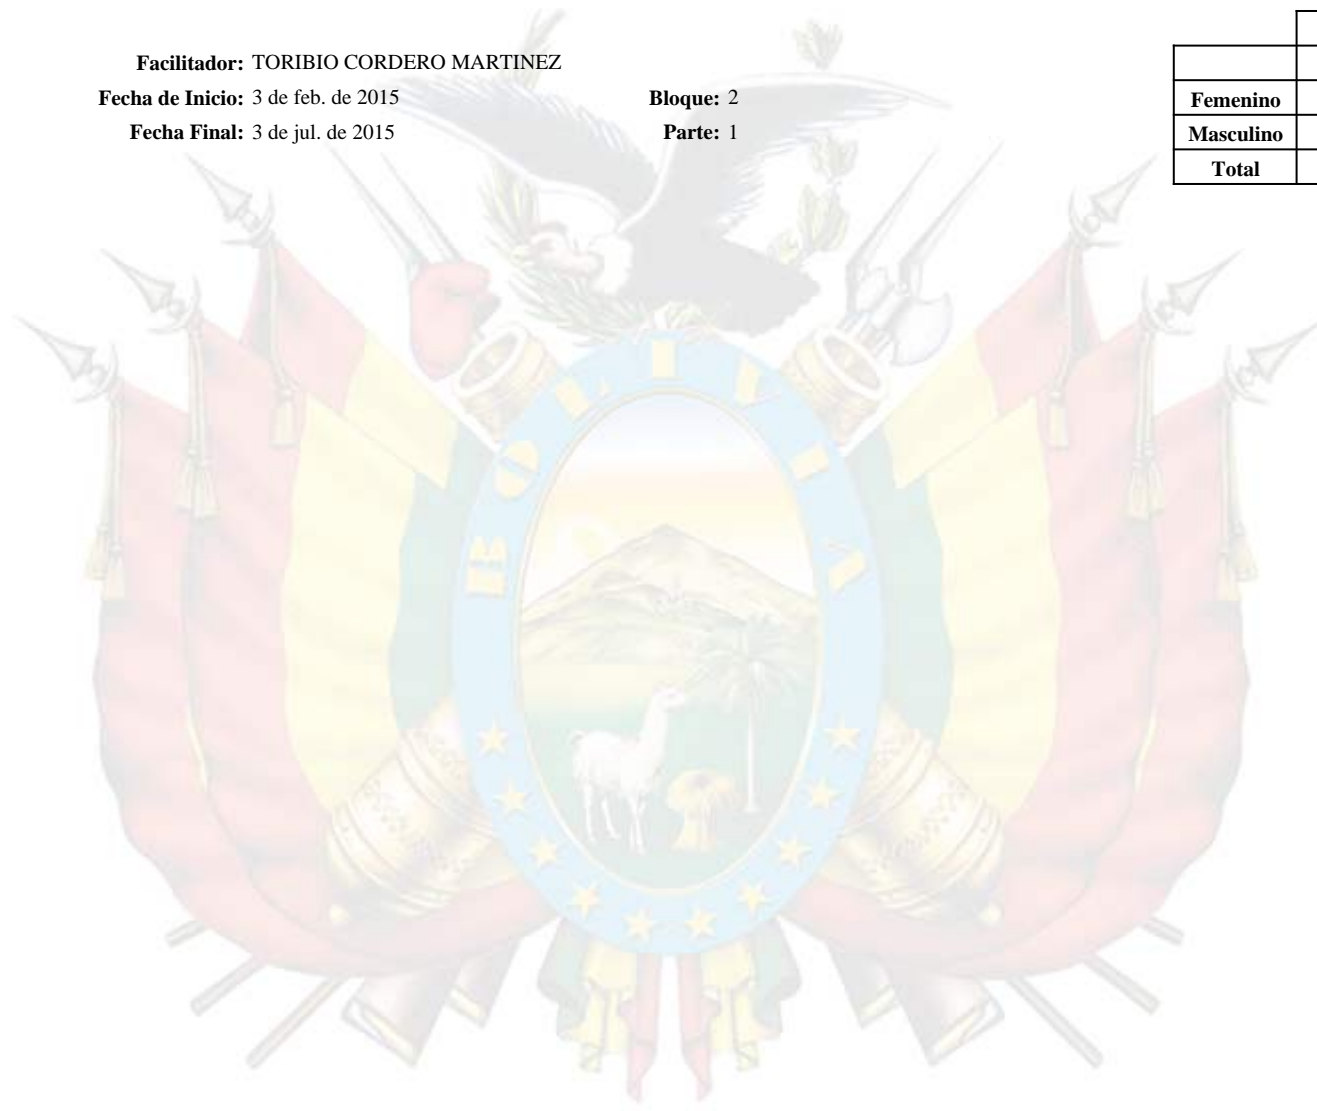 Facilitador: TORIBIO CORDERO MARTINEZ
Fecha de Inicio: 3 de feb. de 2015 Bloque: 2
Fecha Final: 3 de jul. de 2015 Parte: 1
Femenino
Masculino
Total
BOLIVIA